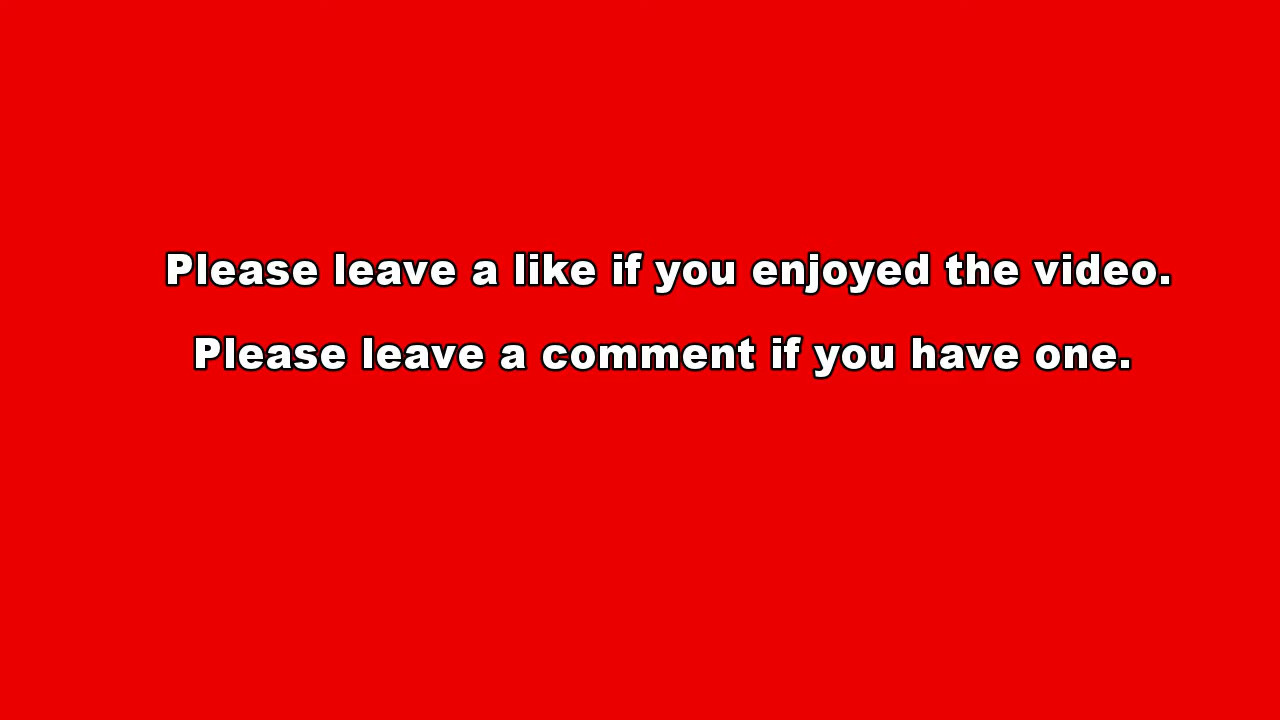 Please leave a like if you enjoyed the video.
Please leave a comment if you have one.